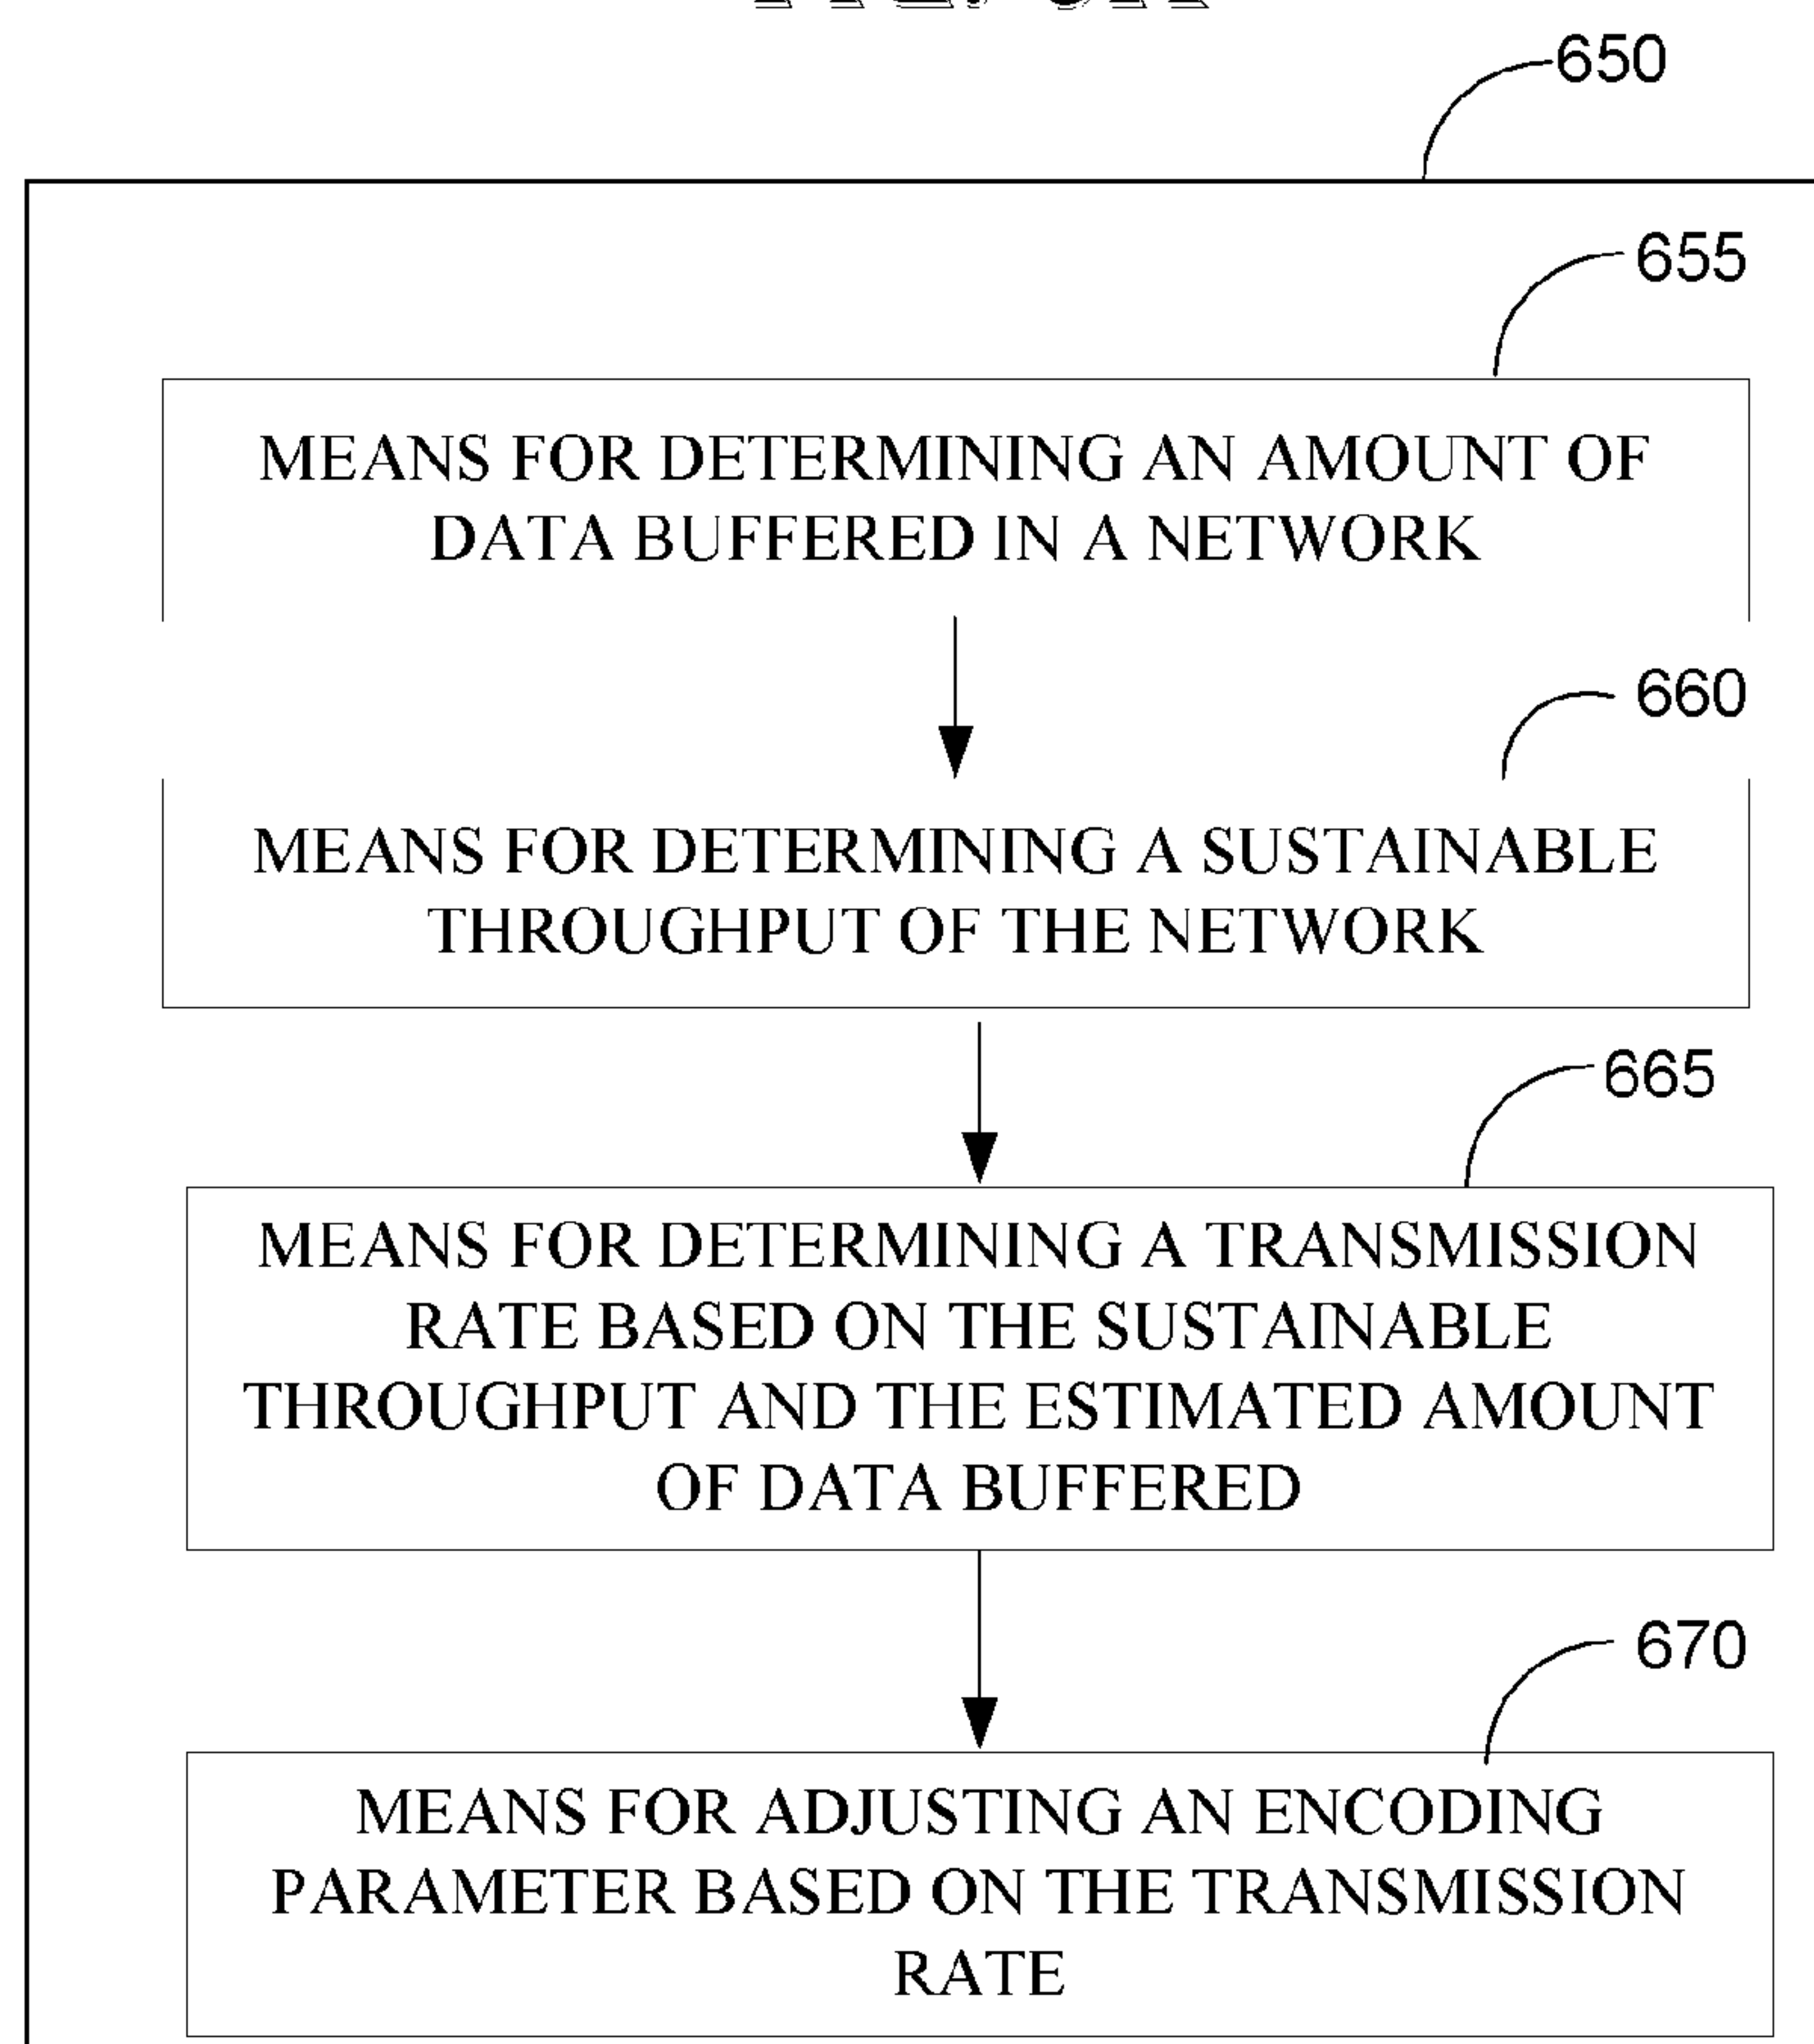 650
655
MEANS FOR DETERMINING AN AMOUNT OF
DATA BUFFERED IN A NETWORK
660
MEANS FOR DETERMINING A SUSTAINABLE
THROUGHPUT OF THE NETWORK
665
MEANS FOR DETERMINING A TRANSMISSION
RATE BASED ON THE SUSTAINABLE
THROUGHPUT AND THE ESTIMATED AMOUNT
OF DATA BUFFERED
670
MEANS FOR ADJUSTING AN ENCODING
PARAMETER BASED ON THE TRANSMISSION
RATE